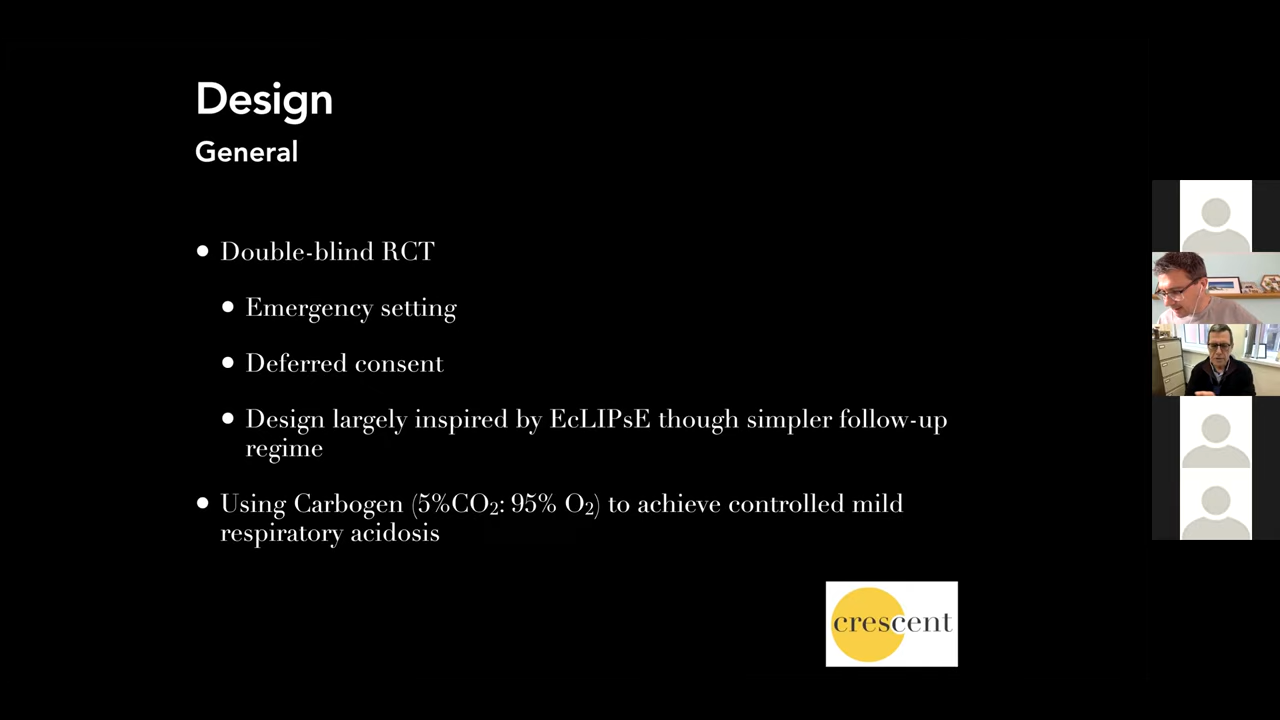 Design
General
Double-blind RCT
Emergency setting
Deferred consent
Design largely inspired by EcLIPsE though simpler follow-up
regime
Using Carbogen (5%CO₂: 95% O₂) to achieve controlled mild
respiratory acidosis
crescent